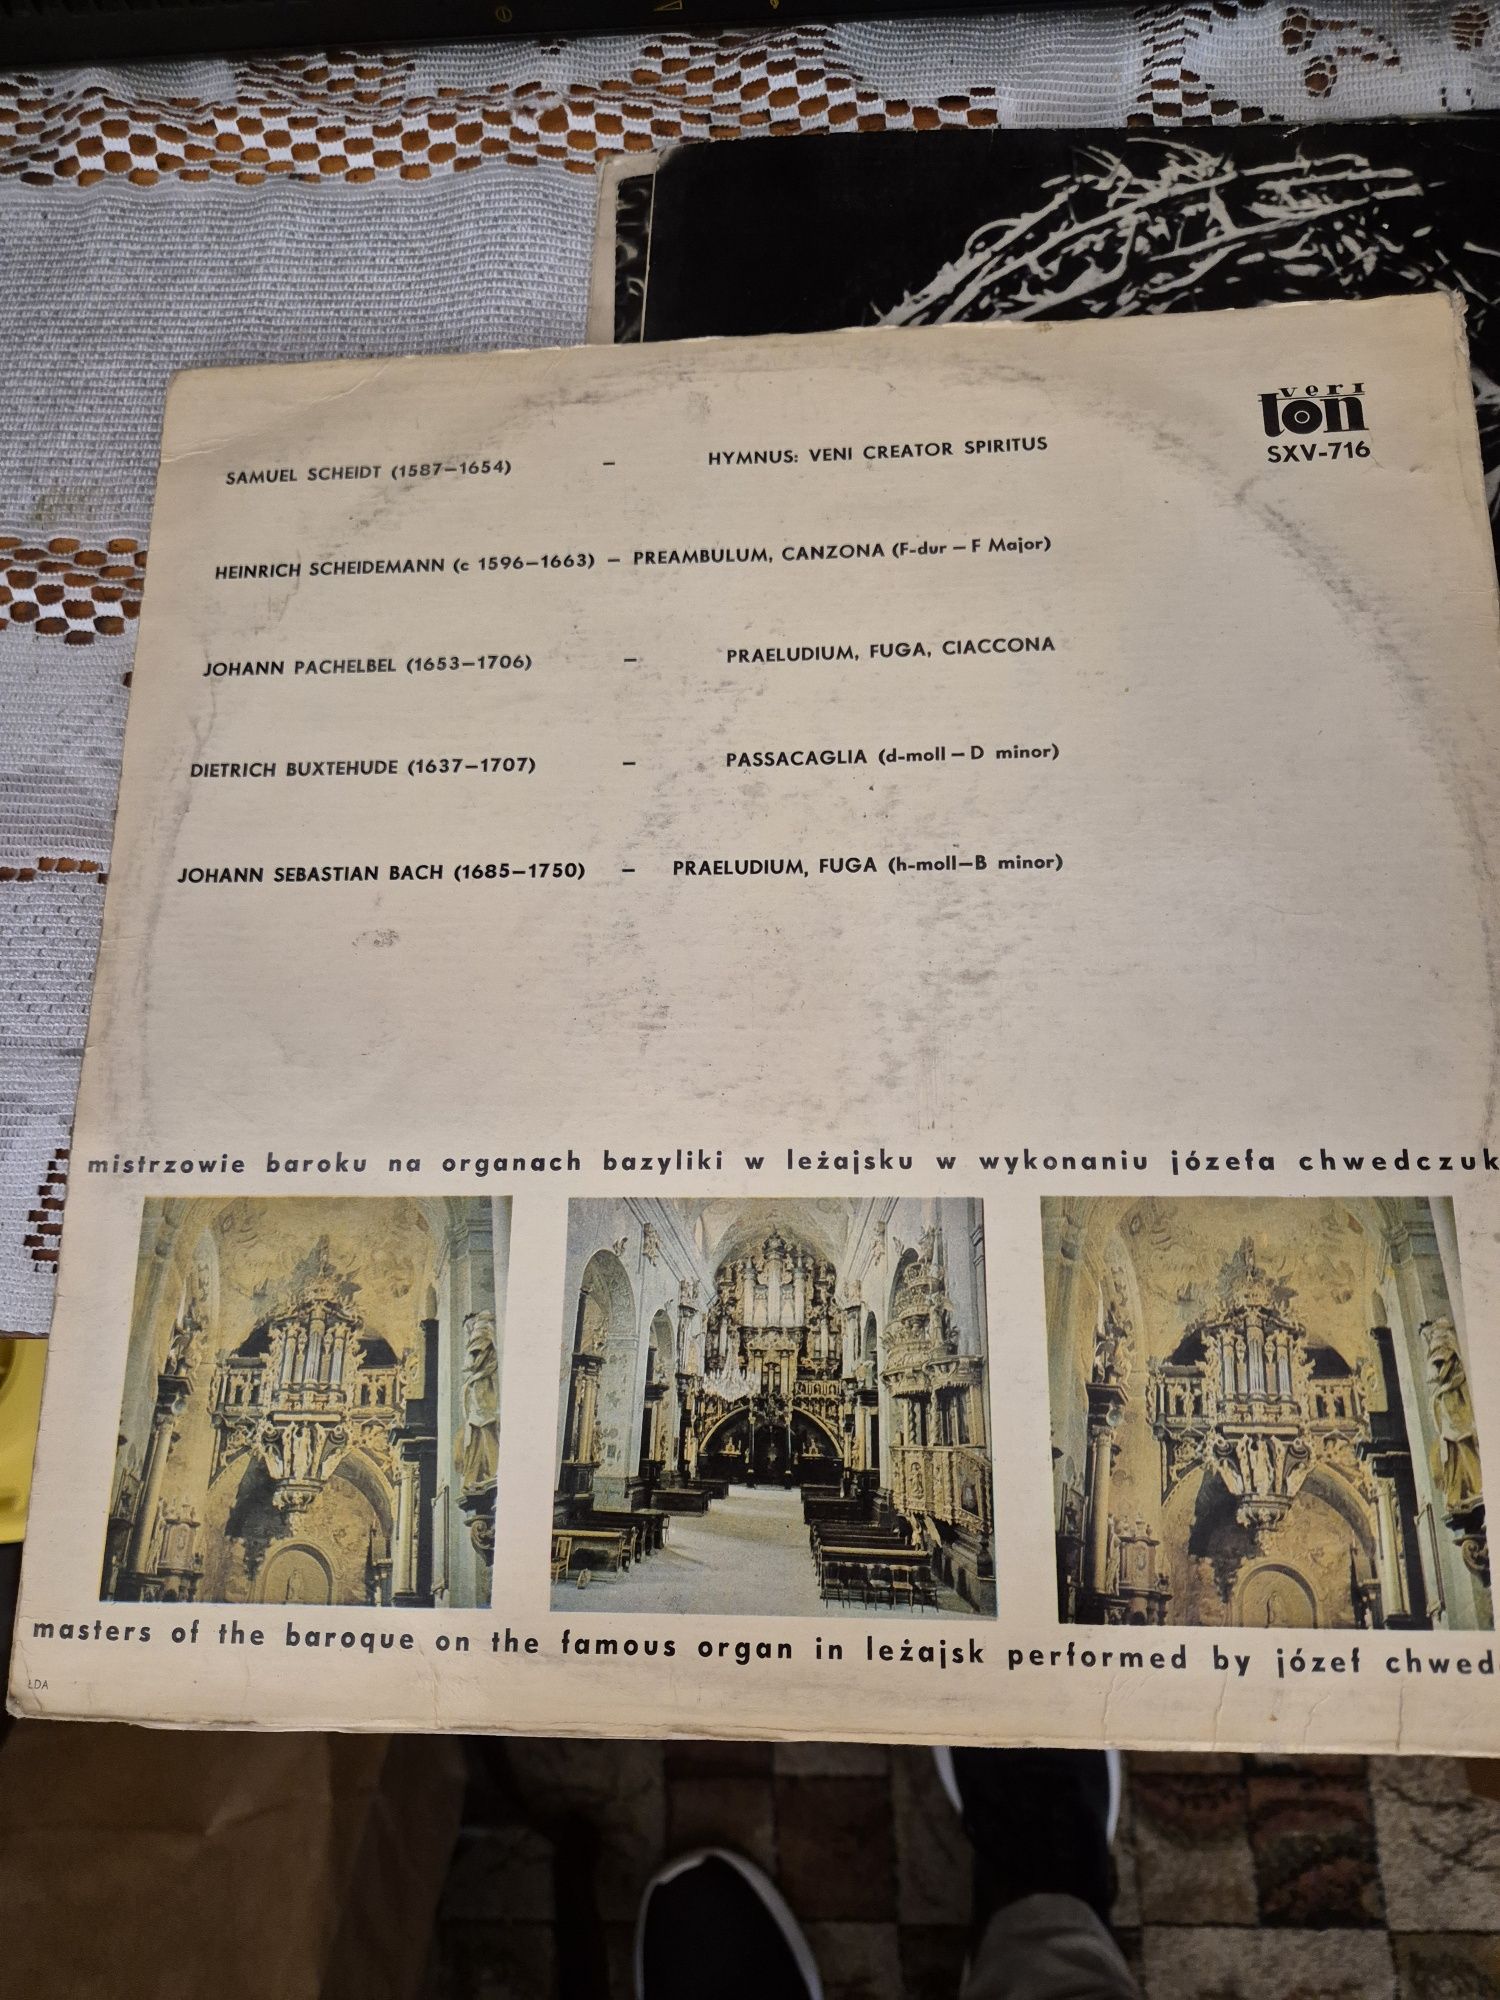 veri
ton
SXV-716
SAMUEL SCHEIDT (1587–1654) – HYMNUS: VENI CREATOR SPIRITUS
HEINRICH SCHEIDEMANN (c 1596–1663) – PREAMBULUM, CANZONA (F-dur – F Major)
JOHANN PACHELBEL (1653–1706) – PRAELUDIUM, FUGA, CIACCONA
DIETRICH BUXTEHUDE (1637–1707) – PASSACAGLIA (d-moll – D minor)
JOHANN SEBASTIAN BACH (1685–1750) – PRAELUDIUM, FUGA (h-moll–B minor)
mistrzowie baroku na organach bazyliki w leżajsku w wykonaniu józefa chwedczuk
masters of the baroque on the famous organ in leżajsk performed by józef chwed
ŁDA